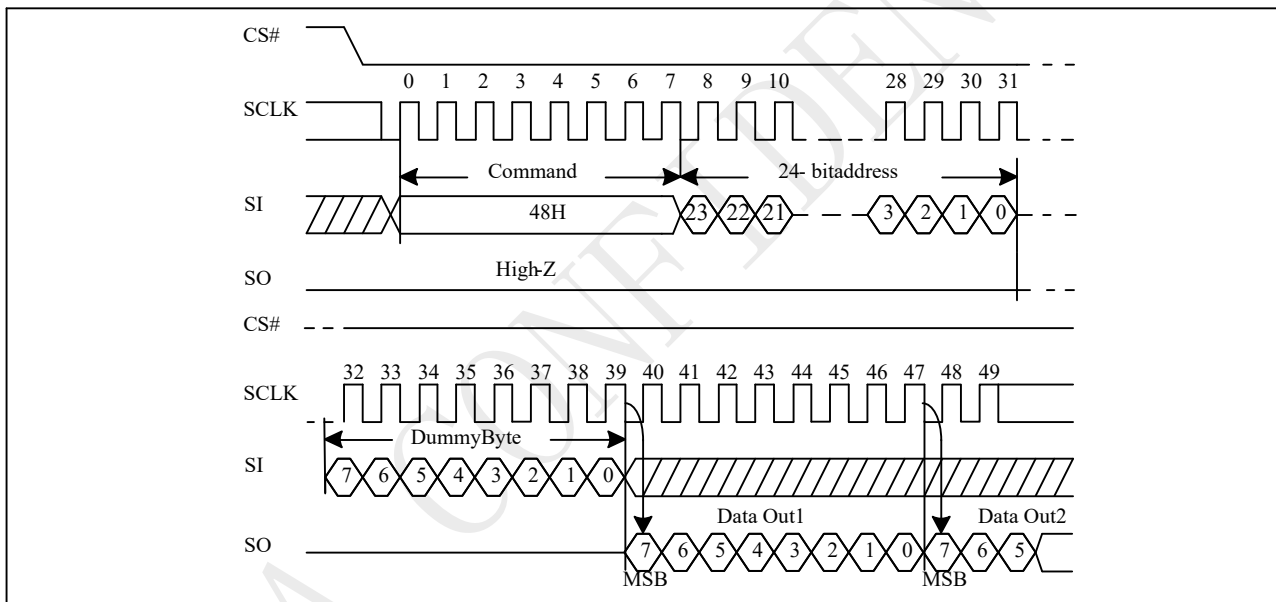 CS#
0 1 2 3 4 5 6 7 8 9 10 28 29 30 31
SCLK
Command 24- bitaddress
SI 48H 23 22 21 3 2 1 0
High-Z
SO
CS#
32 33 34 35 36 37 38 39 40 41 42 43 44 45 46 47 48 49
SCLK
DummyByte
SI 7 6 5 4 3 2 1 0
Data Out1 Data Out2
SO 7 6 5 4 3 2 1 0 7 6 5
MSB MSB